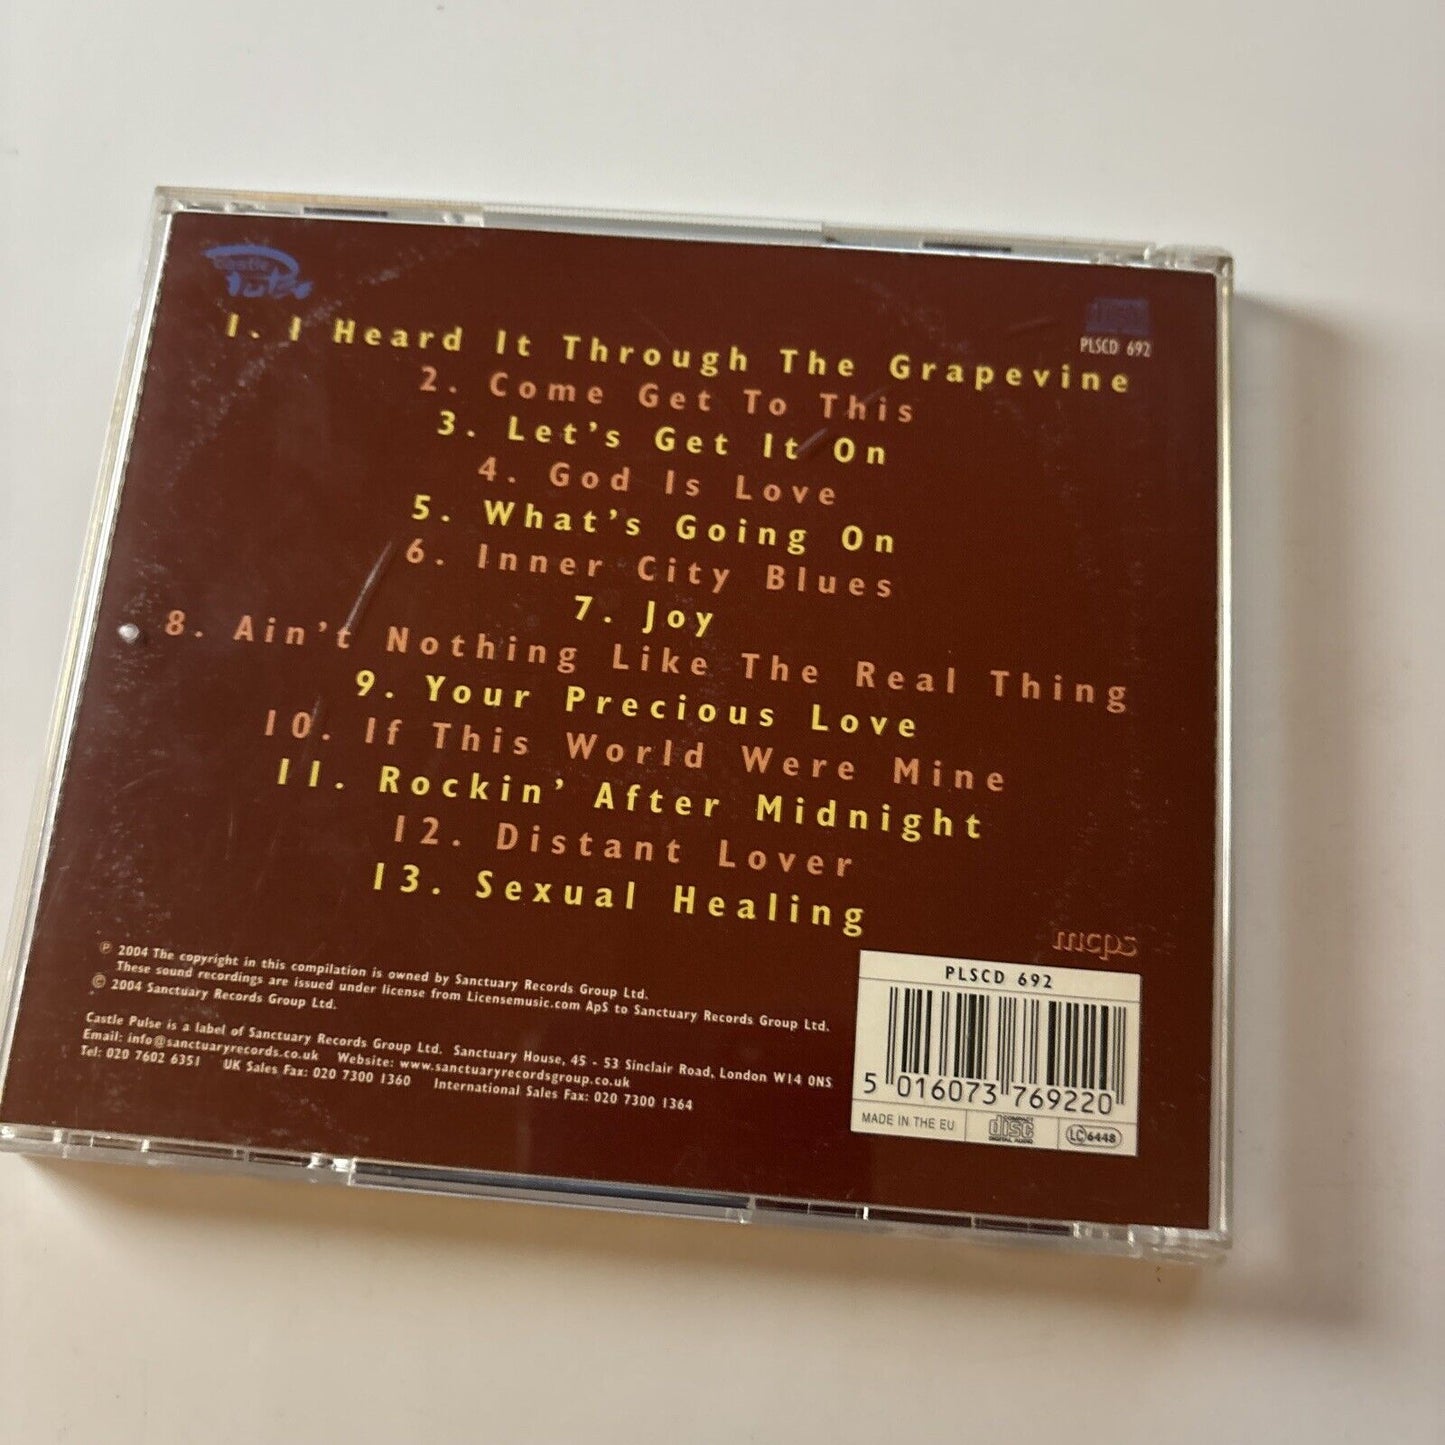 castle
Pulse
PLSCD 692
1. I Heard It Through The Grapevine
2. Come Get To This
3. Let's Get It On
4. God Is Love
5. What's Going On
6. Inner City Blues
7. Joy
8. Ain't Nothing Like The Real Thing
9. Your Precious Love
10. If This World Were Mine
11. Rockin' After Midnight
12. Distant Lover
13. Sexual Healing
mcps
℗ 2004 The copyright in this compilation is owned by Sanctuary Records Group Ltd.
These sound recordings are issued under license from Licensemusic.com ApS to Sanctuary Records Group Ltd.
© 2004 Sanctuary Records Group Ltd.
Castle Pulse is a label of Sanctuary Records Group Ltd. Sanctuary House, 45 - 53 Sinclair Road, London W14 0NS
Email: info@sanctuaryrecords.co.uk Website: www.sanctuaryrecordsgroup.co.uk
Tel: 020 7602 6351 UK Sales Fax: 020 7300 1360 International Sales Fax: 020 7300 1364
PLSCD 692
5 016073 769220
MADE IN THE EU
COMPACT
disc
DIGITAL AUDIO
LC 6448